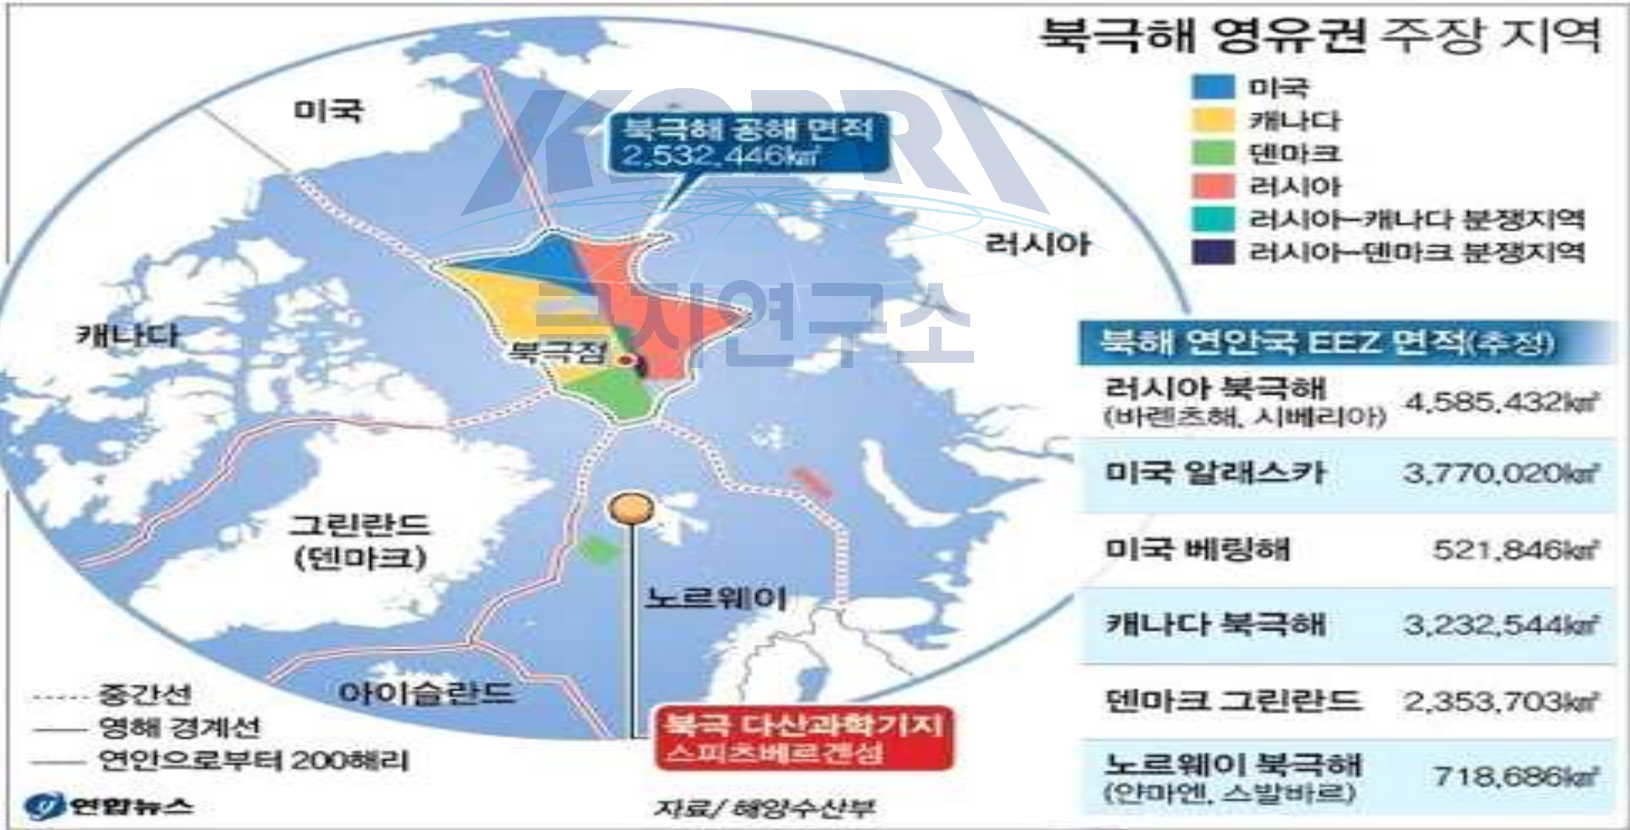 북극해 영유권 주장 지역
미국
캐나다
덴마크
러시아
러시아-캐나다 분쟁지역
러시아-덴마크 분쟁지역
미국
북극해 공해 면적
2,532,446㎢
KOPRI
러시아
극지연구소
캐나다
북극점
그린란드
(덴마크)
노르웨이
아이슬란드
중간선
영해 경계선
연안으로부터 200해리
북극 다산과학기지
스피츠베르겐섬
연합뉴스
자료/ 해양수산부
북해 연안국 EEZ 면적(추정)
러시아 북극해 4,585,432㎢
(바렌츠해, 시베리아)
미국 알래스카 3,770,020㎢
미국 베링해 521,846㎢
캐나다 북극해 3,232,544㎢
덴마크 그린란드 2,353,703㎢
노르웨이 북극해 718,686㎢
(얀마엔, 스발바르)